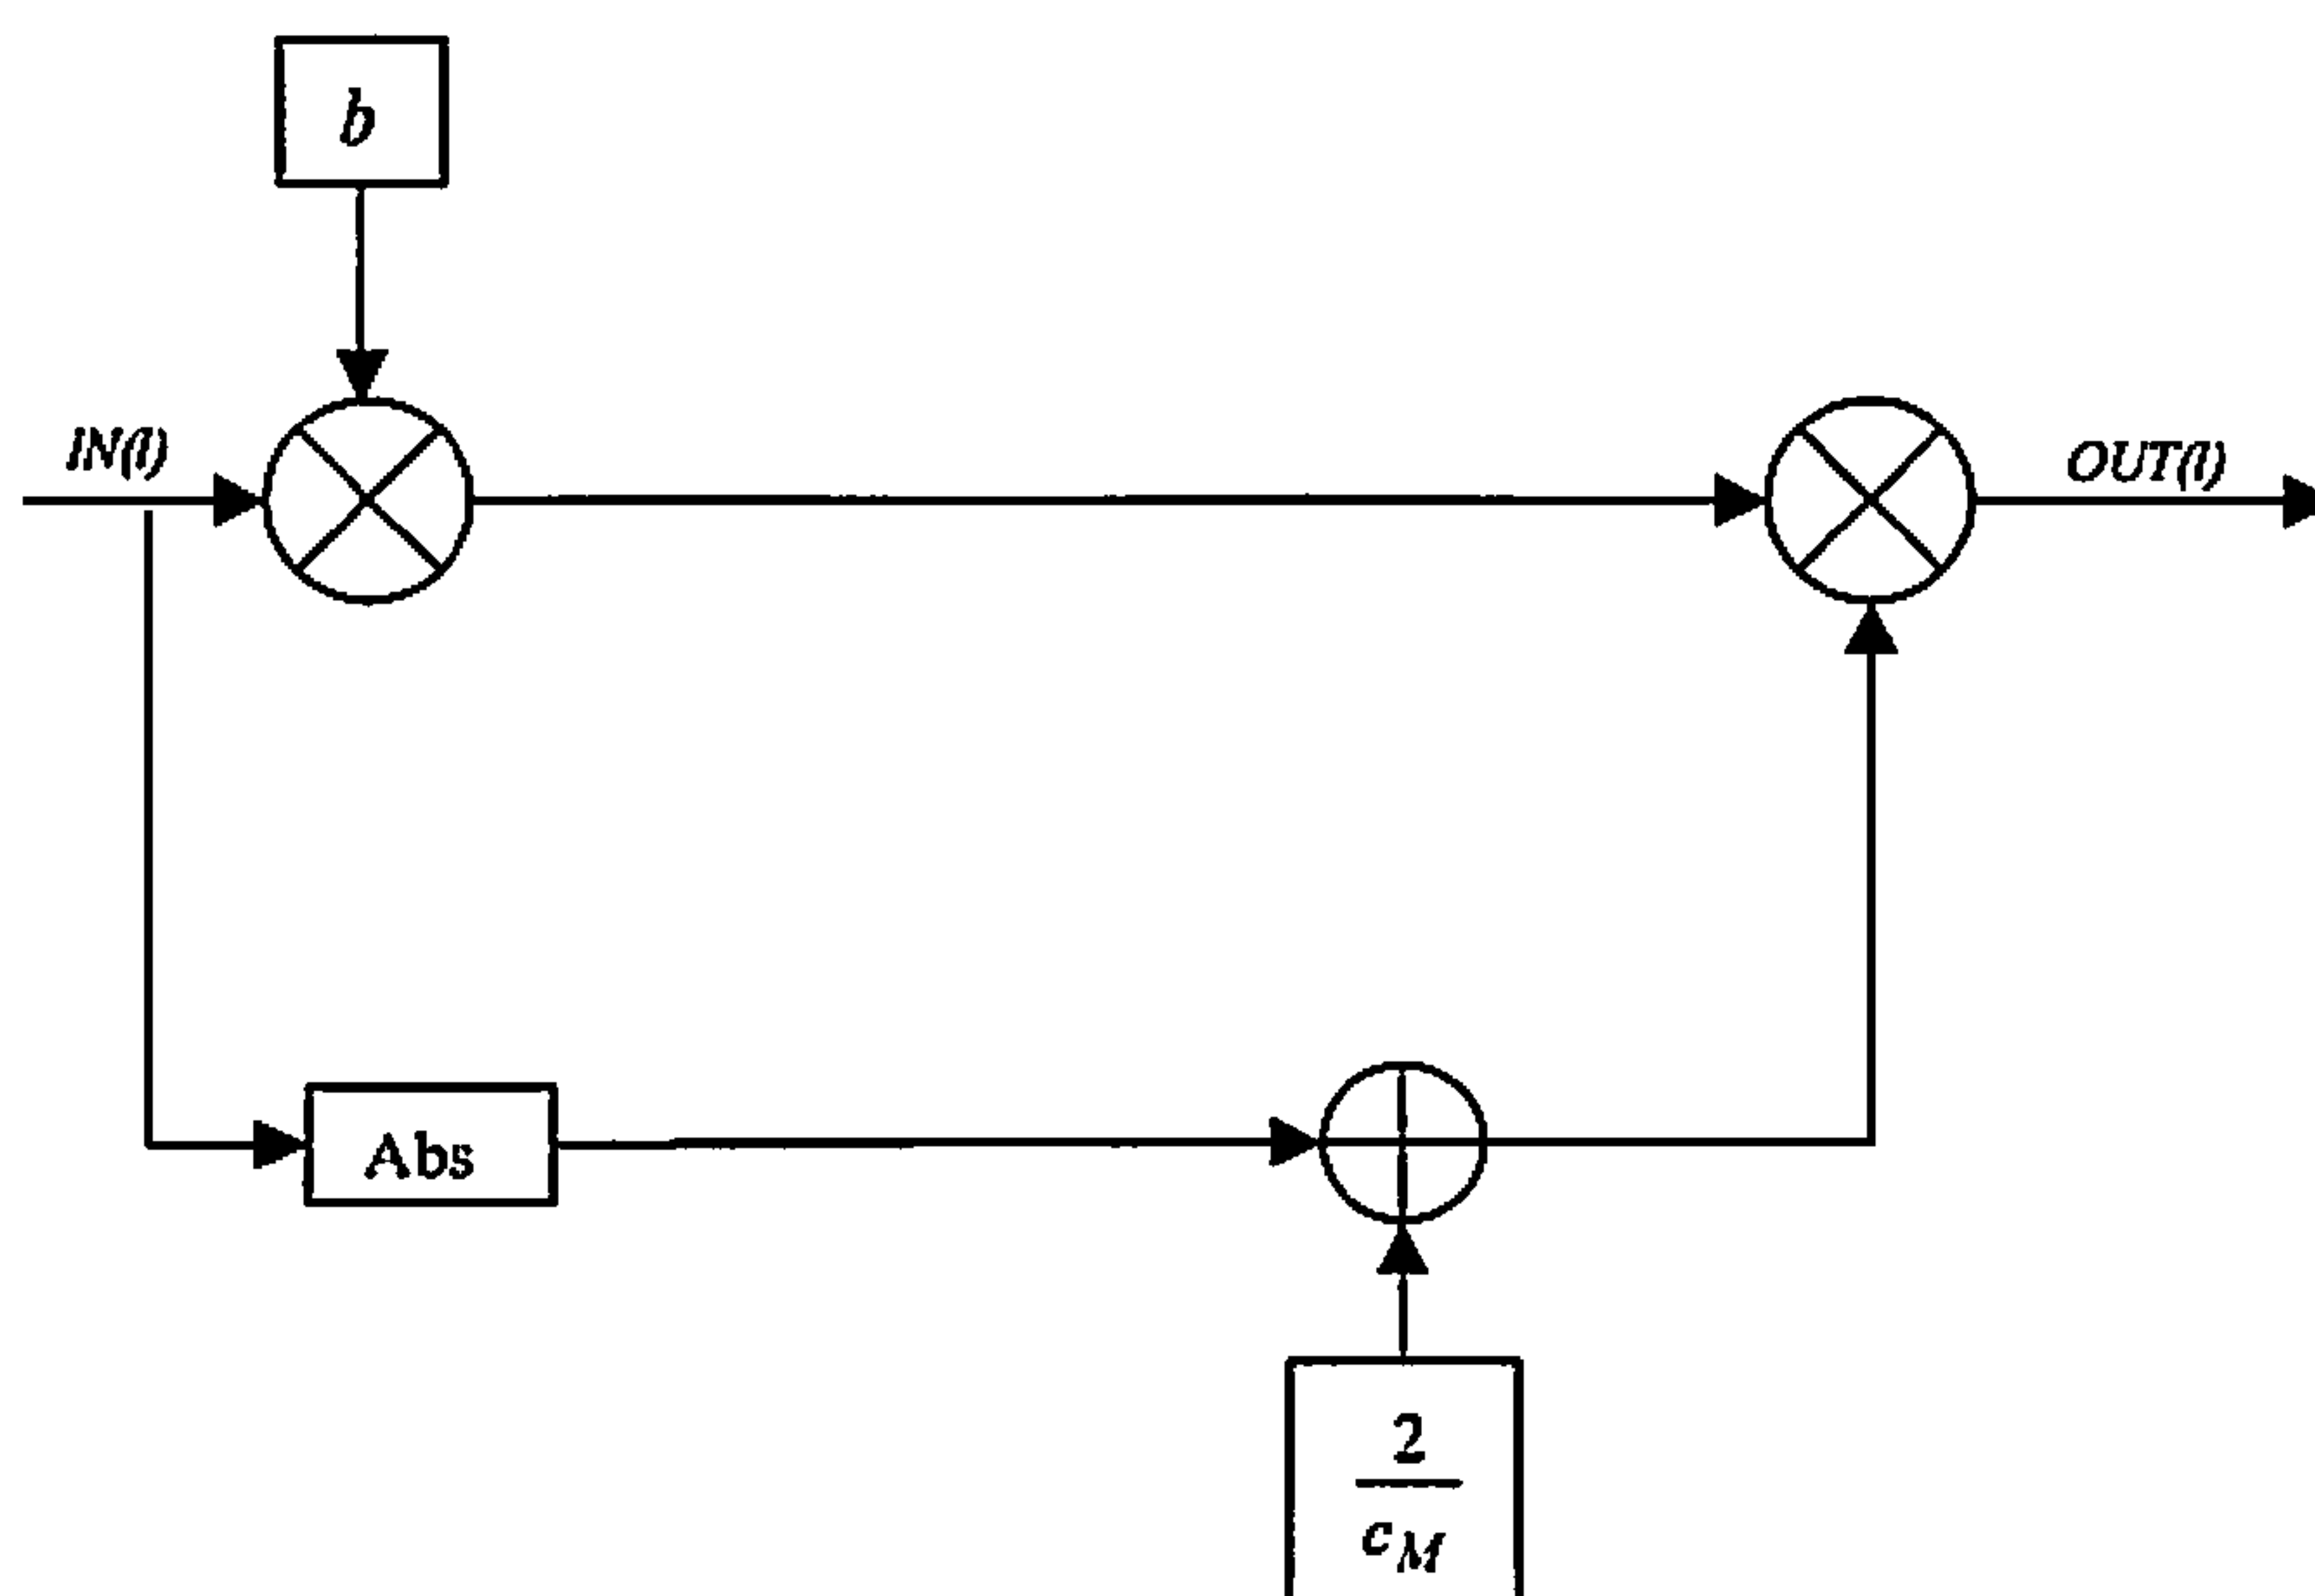 b
IN(t)
OUT(t)
Abs
2
c_M